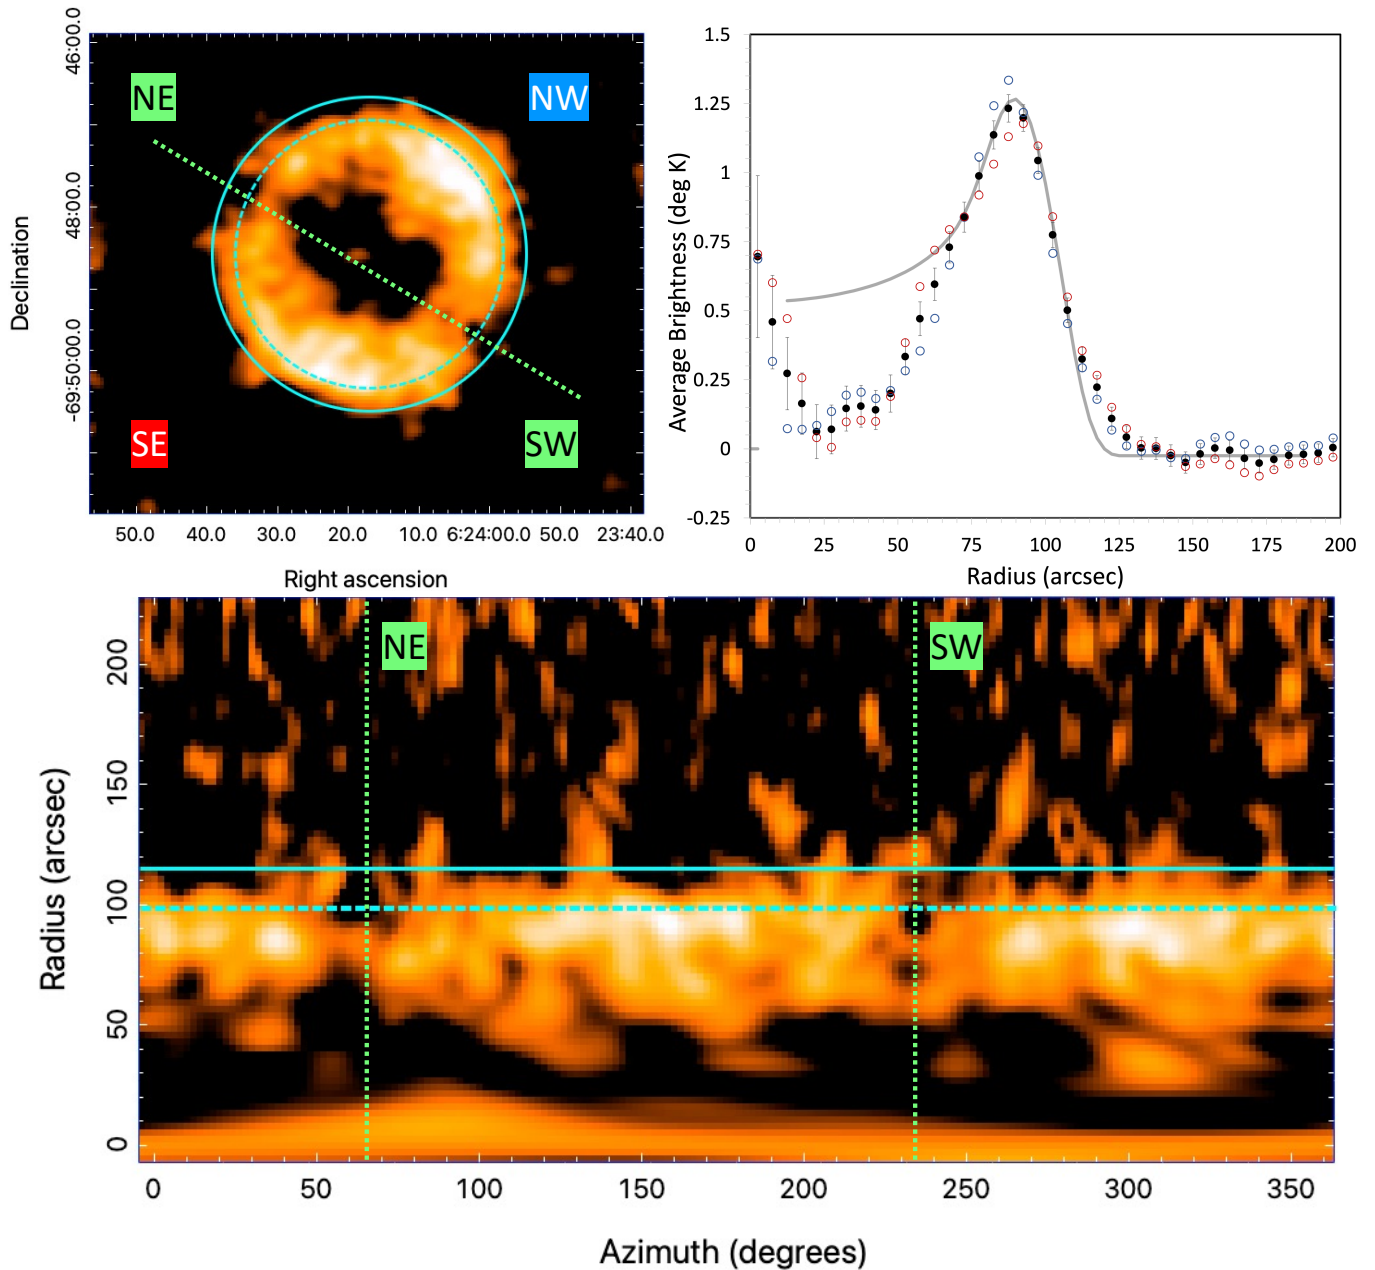 NE
NW
SE
SW
Declination
46:00.0
48:00.0
-69:50:00.0
50.0 40.0 30.0 20.0 10.0 6:24:00.0 50.0 23:40.0
Right ascension
Average Brightness (deg K)
1.5
1.25
1
0.75
0.5
0.25
0
-0.25
0 25 50 75 100 125 150 175 200
Radius (arcsec)
NE
SW
Radius (arcsec)
200
150
100
50
0
0 50 100 150 200 250 300 350
Azimuth (degrees)